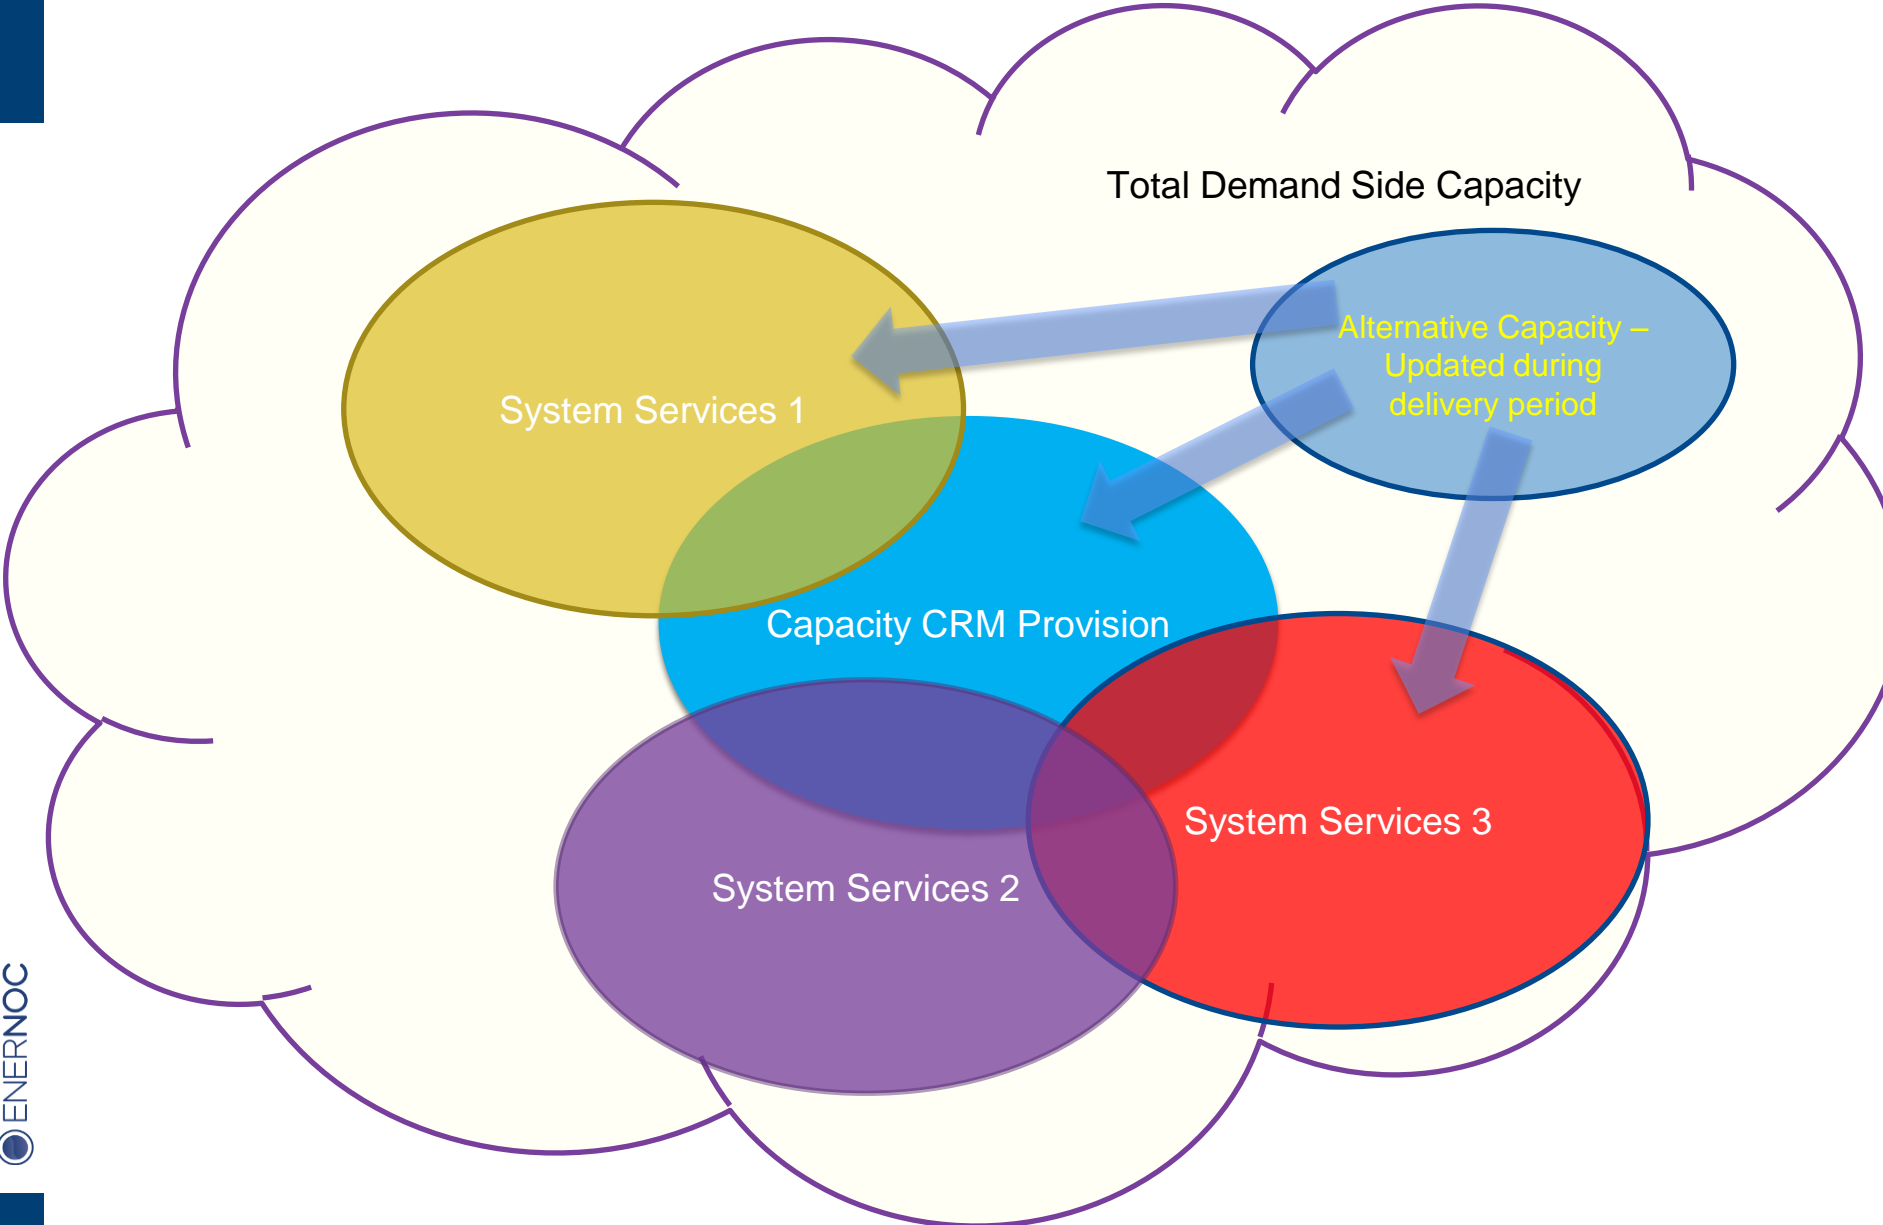 Total Demand Side Capacity
Alternative Capacity –
Updated during
delivery period
System Services 1
Capacity CRM Provision
System Services 3
System Services 2
ENERNOC